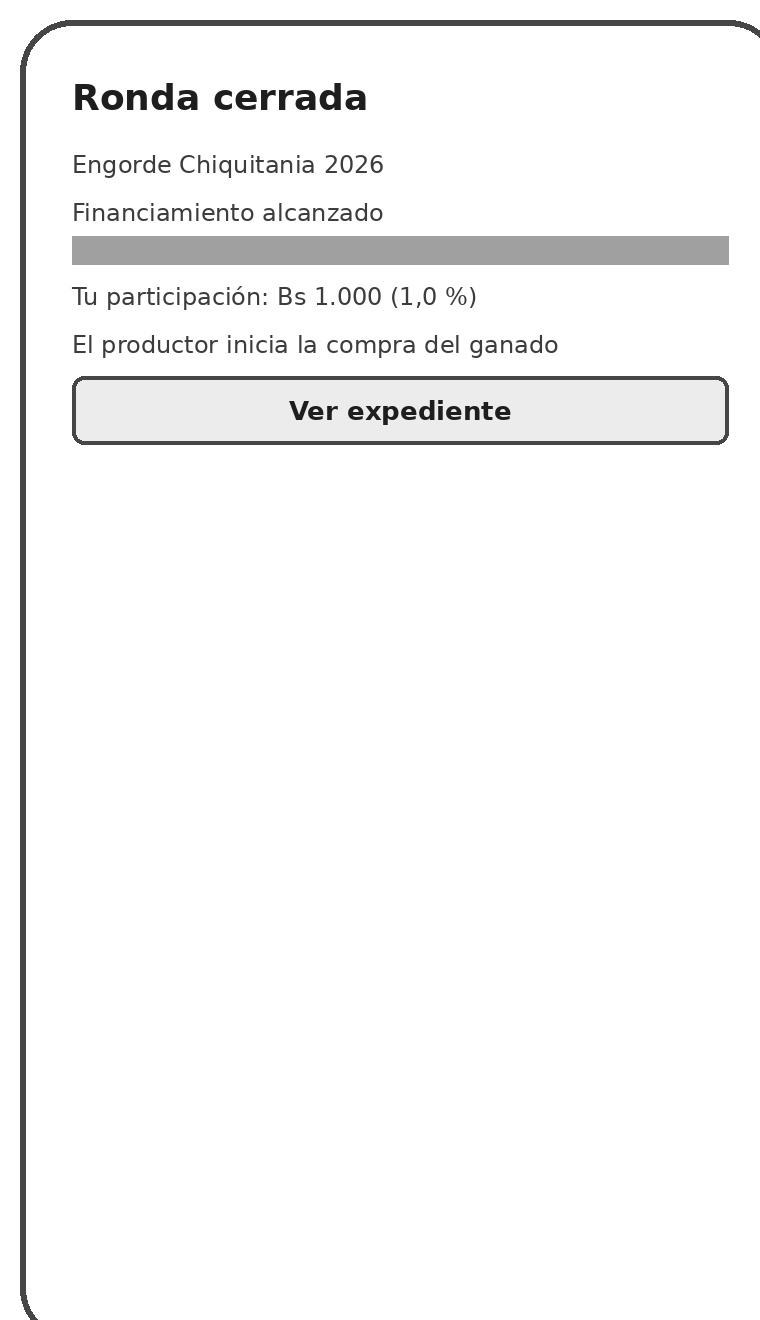 Ronda cerrada
Engorde Chiquitania 2026
Financiamiento alcanzado
Tu participación: Bs 1.000 (1,0 %)
El productor inicia la compra del ganado
Ver expediente